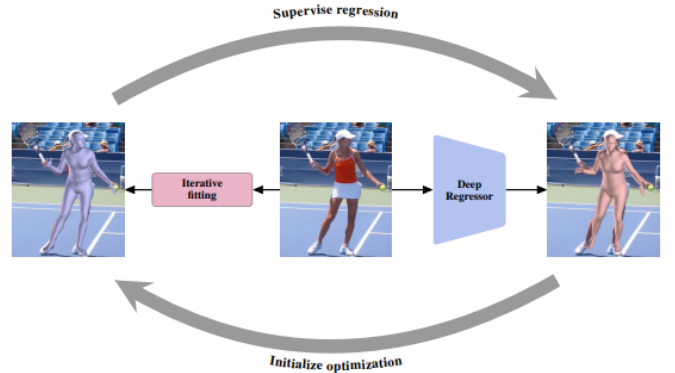 Supervise regression
Iterative
fitting
Deep
Regressor
Initialize optimization